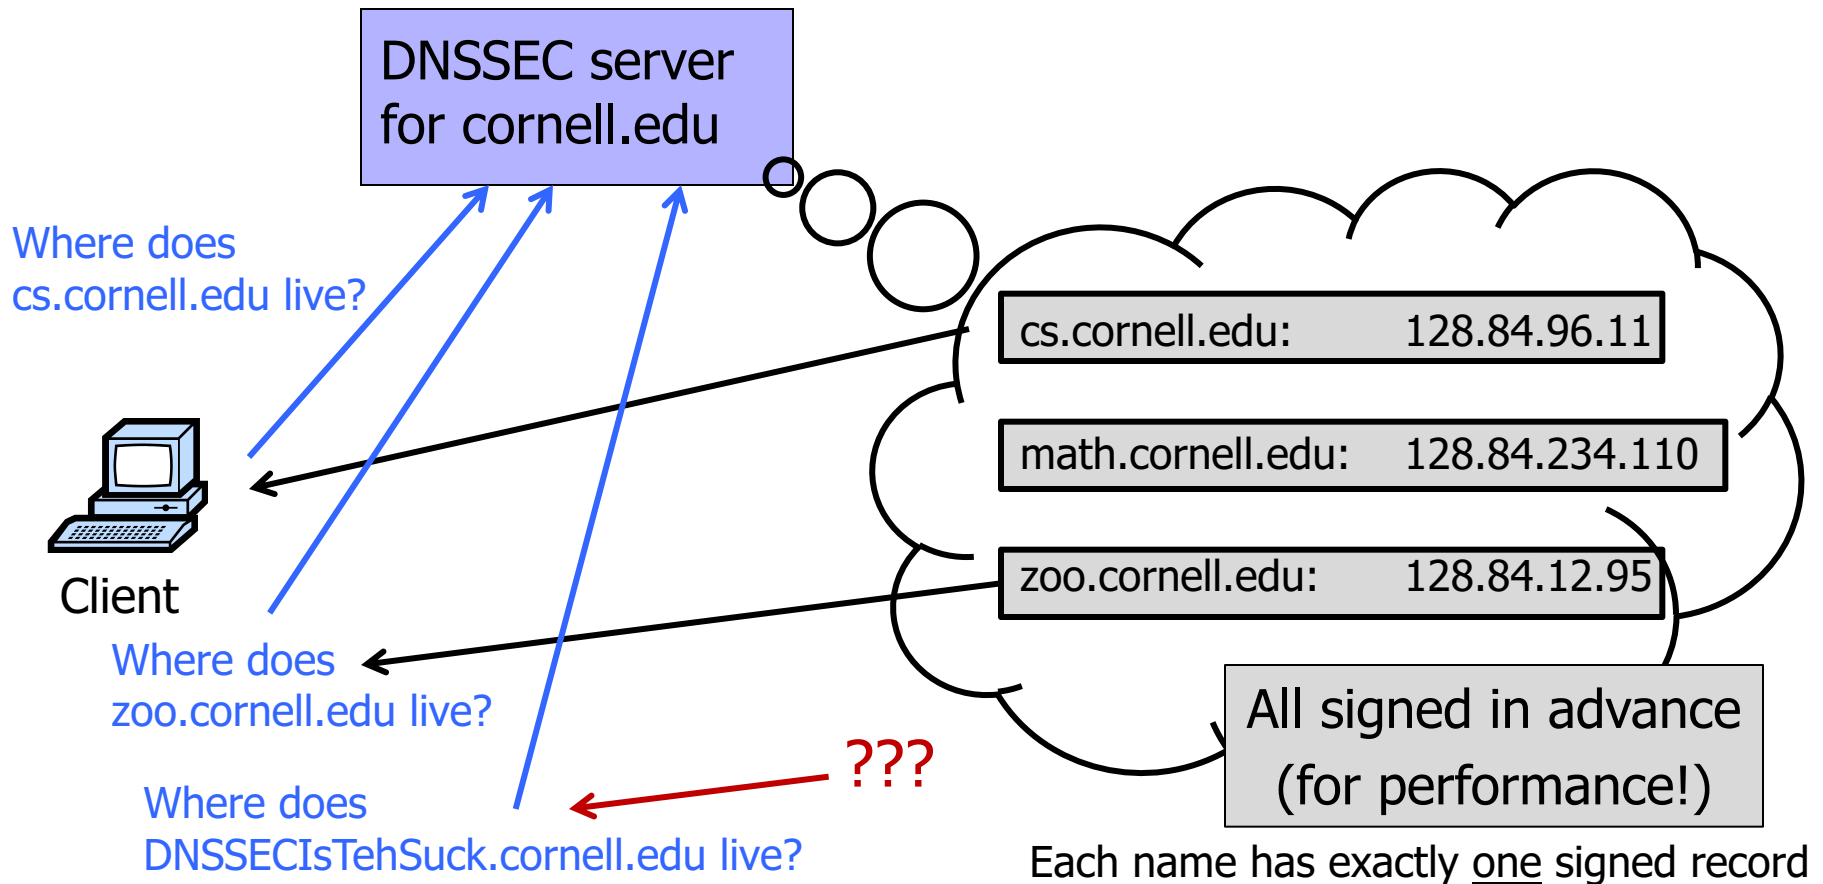 DNSSEC server
for cornell.edu
Where does
cs.cornell.edu live?
cs.cornell.edu: 128.84.96.11
math.cornell.edu: 128.84.234.110
zoo.cornell.edu: 128.84.12.95
Client
Where does
zoo.cornell.edu live?
All signed in advance
(for performance!)
???
Where does
DNSSECIsTehSuck.cornell.edu live?
Each name has exactly one signed record